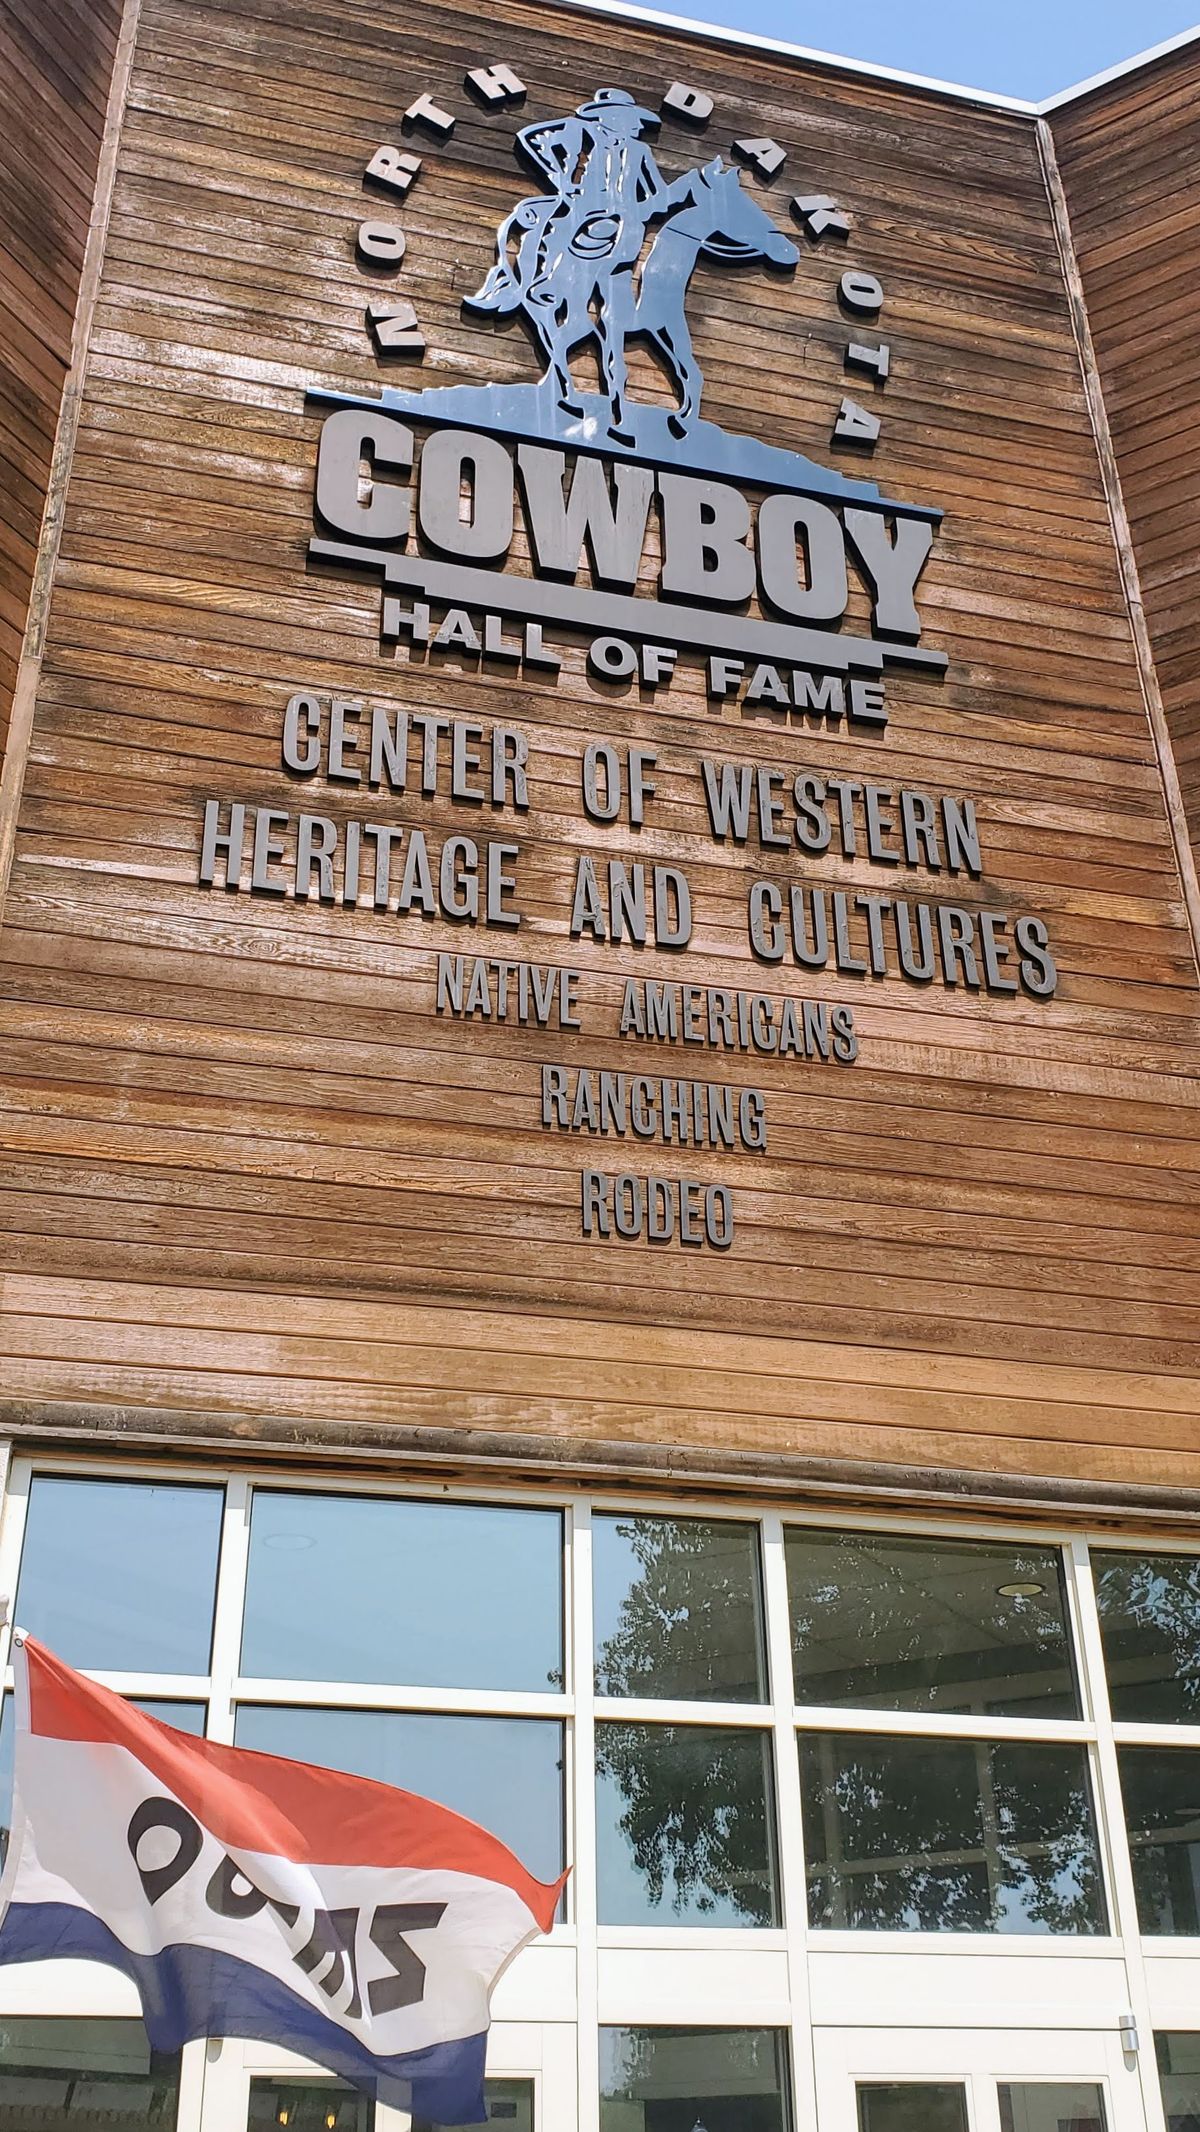 NORTH DAKOTA
COWBOY
HALL OF FAME
CENTER OF WESTERN
HERITAGE AND CULTURES
NATIVE AMERICANS
RANCHING
RODEO
OPEN